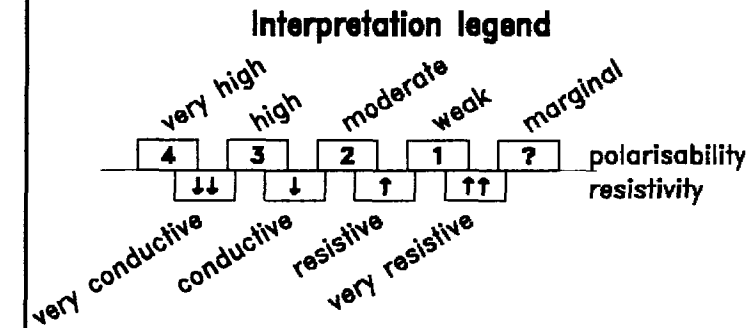 Interpretation legend
very high
high
moderate
weak
marginal
4 3 2 1 ? polarisability
↓↓ ↓ ↑ ↑↑ resistivity
very conductive
conductive
resistive
very resistive